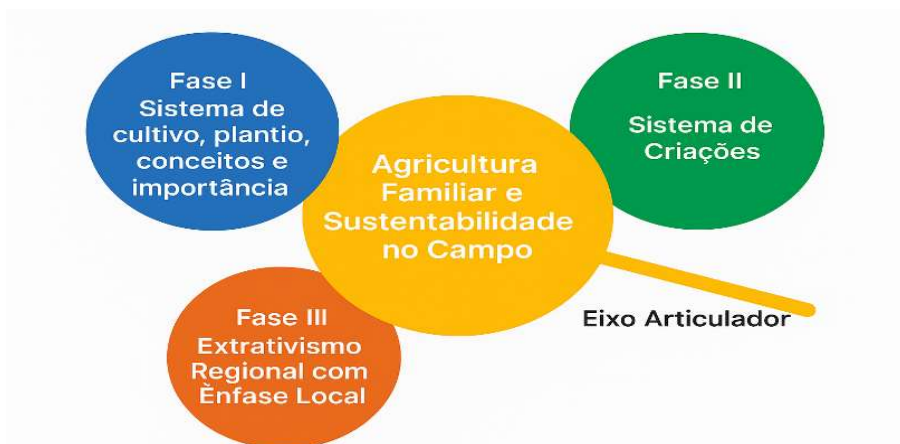 Fase I
Sistema de
cultivo, plantio,
conceitos e
importância
Fase II
Sistema de
Criações
Agricultura
Familiar e
Sustentabilidade
no Campo
Eixo Articulador
Fase III
Extrativismo
Regional com
Ènfase Local